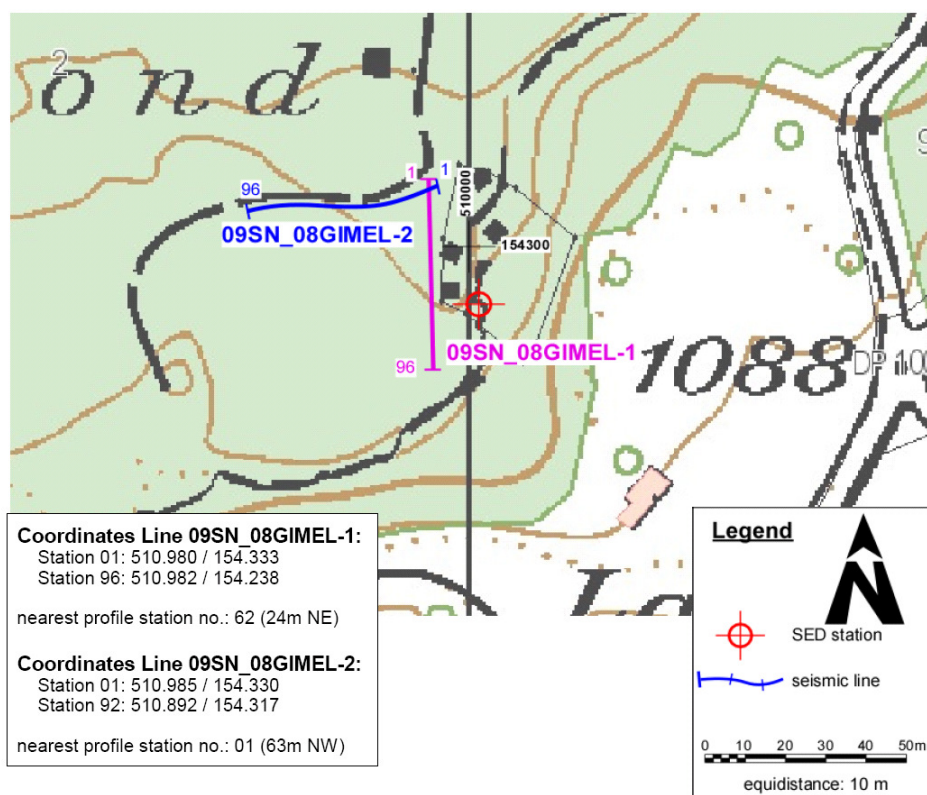 2
ond
1
1
96
510000
09SN_08GIMEL-2
154300
09SN_08GIMEL-1
96
1088
DP 100
9
Coordinates Line 09SN_08GIMEL-1:
Station 01: 510.980 / 154.333
Station 96: 510.982 / 154.238
nearest profile station no.: 62 (24m NE)
Coordinates Line 09SN_08GIMEL-2:
Station 01: 510.985 / 154.330
Station 92: 510.892 / 154.317
nearest profile station no.: 01 (63m NW)
Legend
N
SED station
seismic line
0 10 20 30 40 50m
equidistance: 10 m